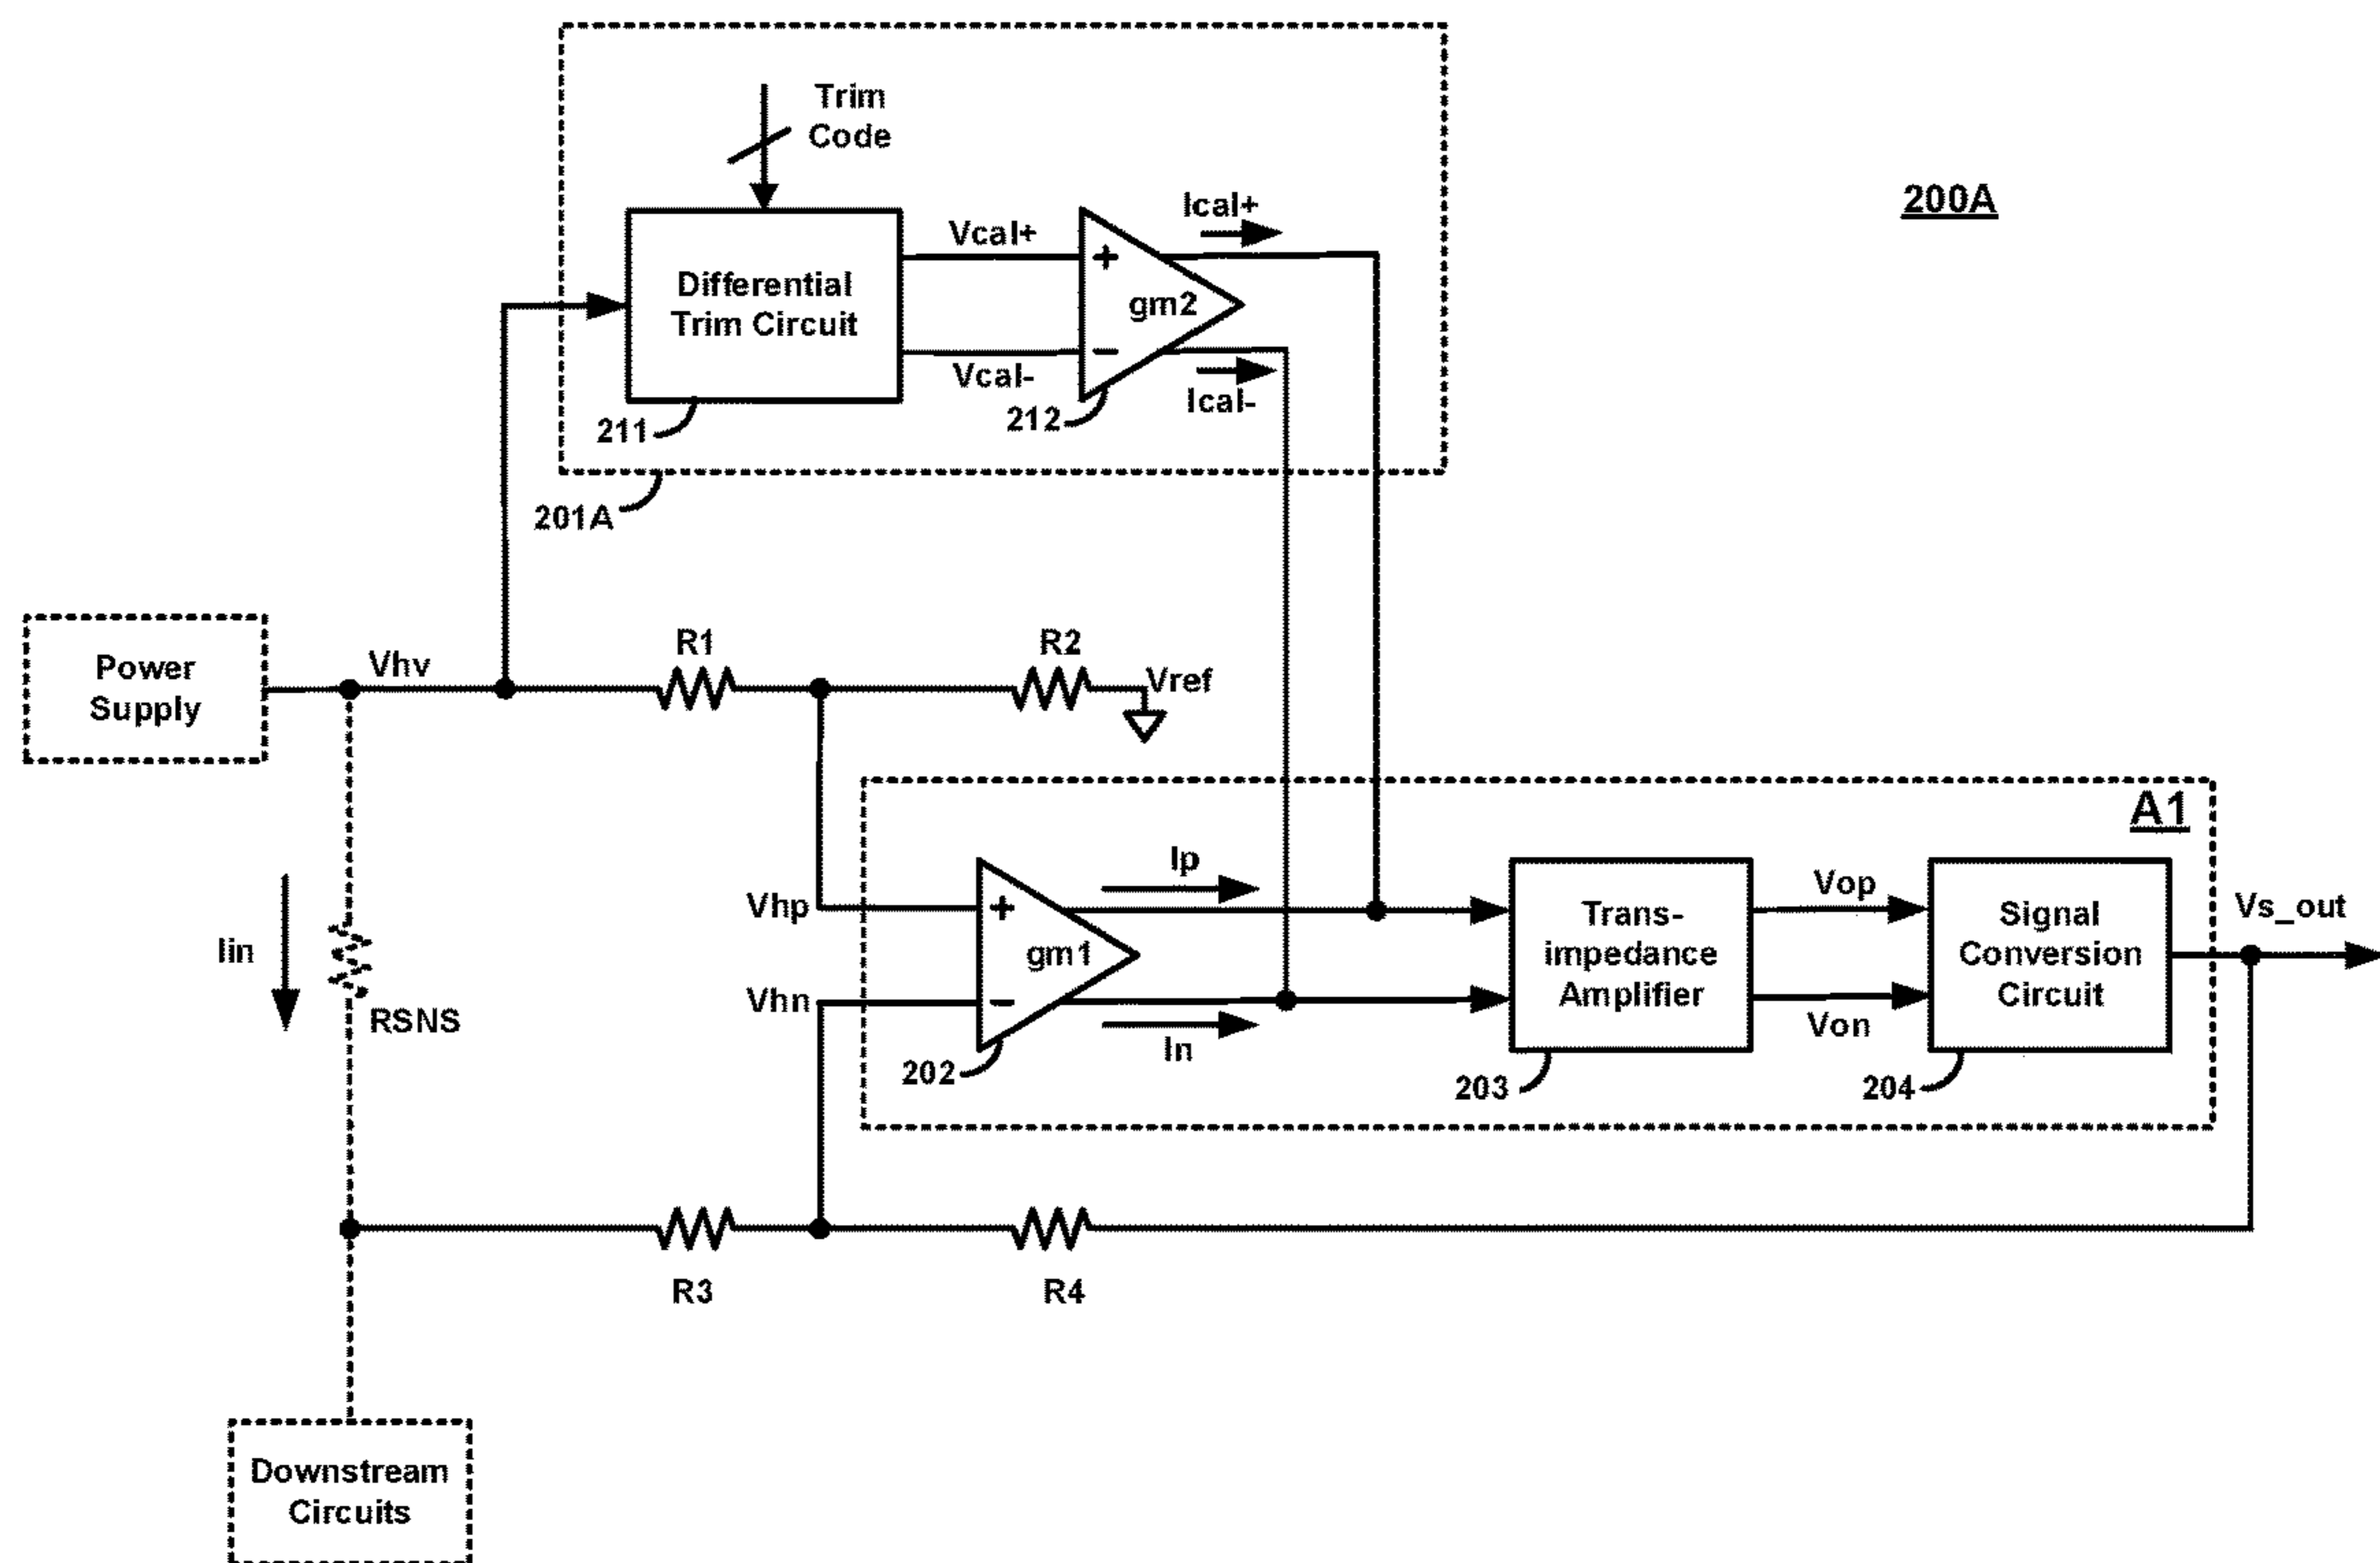 Trim
Code
200A
Ical+
Vcal+
+
Differential
Trim Circuit
gm2
−
Vcal-
Ical-
211
212
201A
Power
Supply
Vhv
R1
R2
Vref
A1
Ip
Vhp
+
gm1
Vhn
−
In
202
Trans-
impedance
Amplifier
203
Vop
Von
Signal
Conversion
Circuit
204
Vs_out
Iin
RSNS
R3
R4
Downstream
Circuits